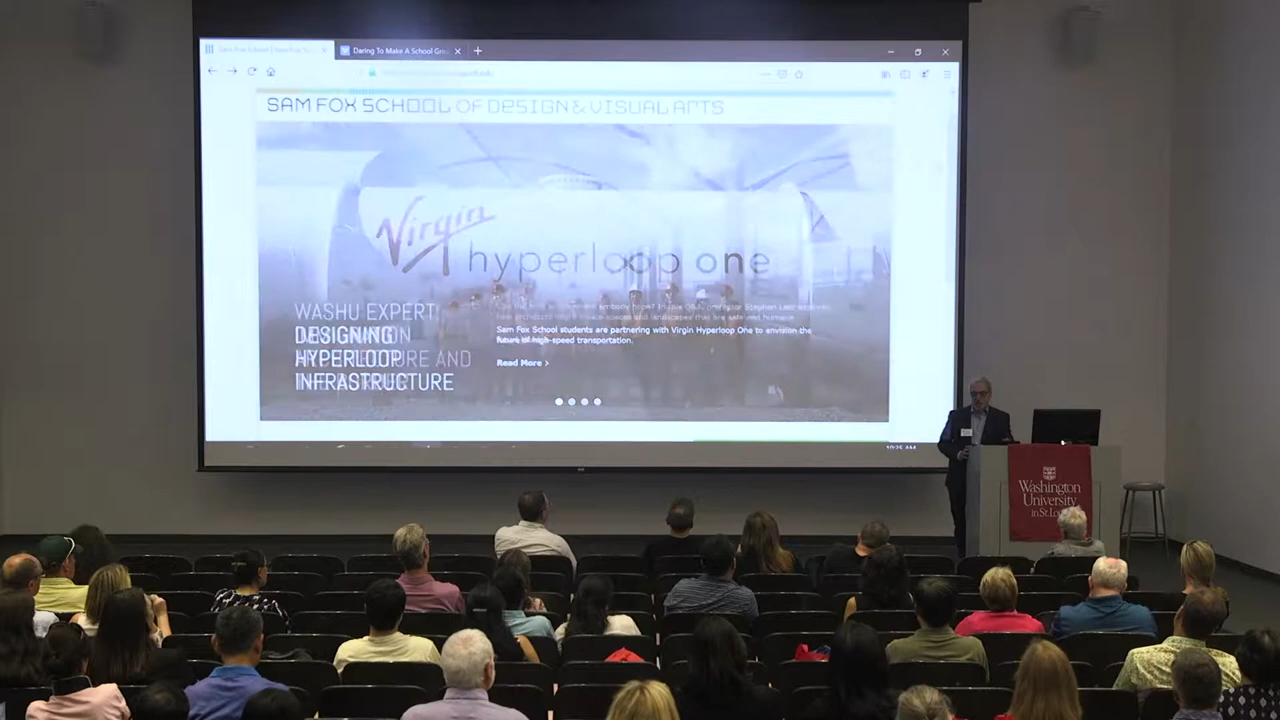 Daring To Make A School Gre
SAM FOX SCHOOL OF DESIGN & VISUAL ARTS
Virgin
hyperloop one
WASHU EXPERT:
DESIGNING
HYPERLOOP
INFRASTRUCTURE
Sam Fox School students are partnering with Virgin Hyperloop One to envision the
future of high-speed transportation.
Read More >
Washington
University
in St.